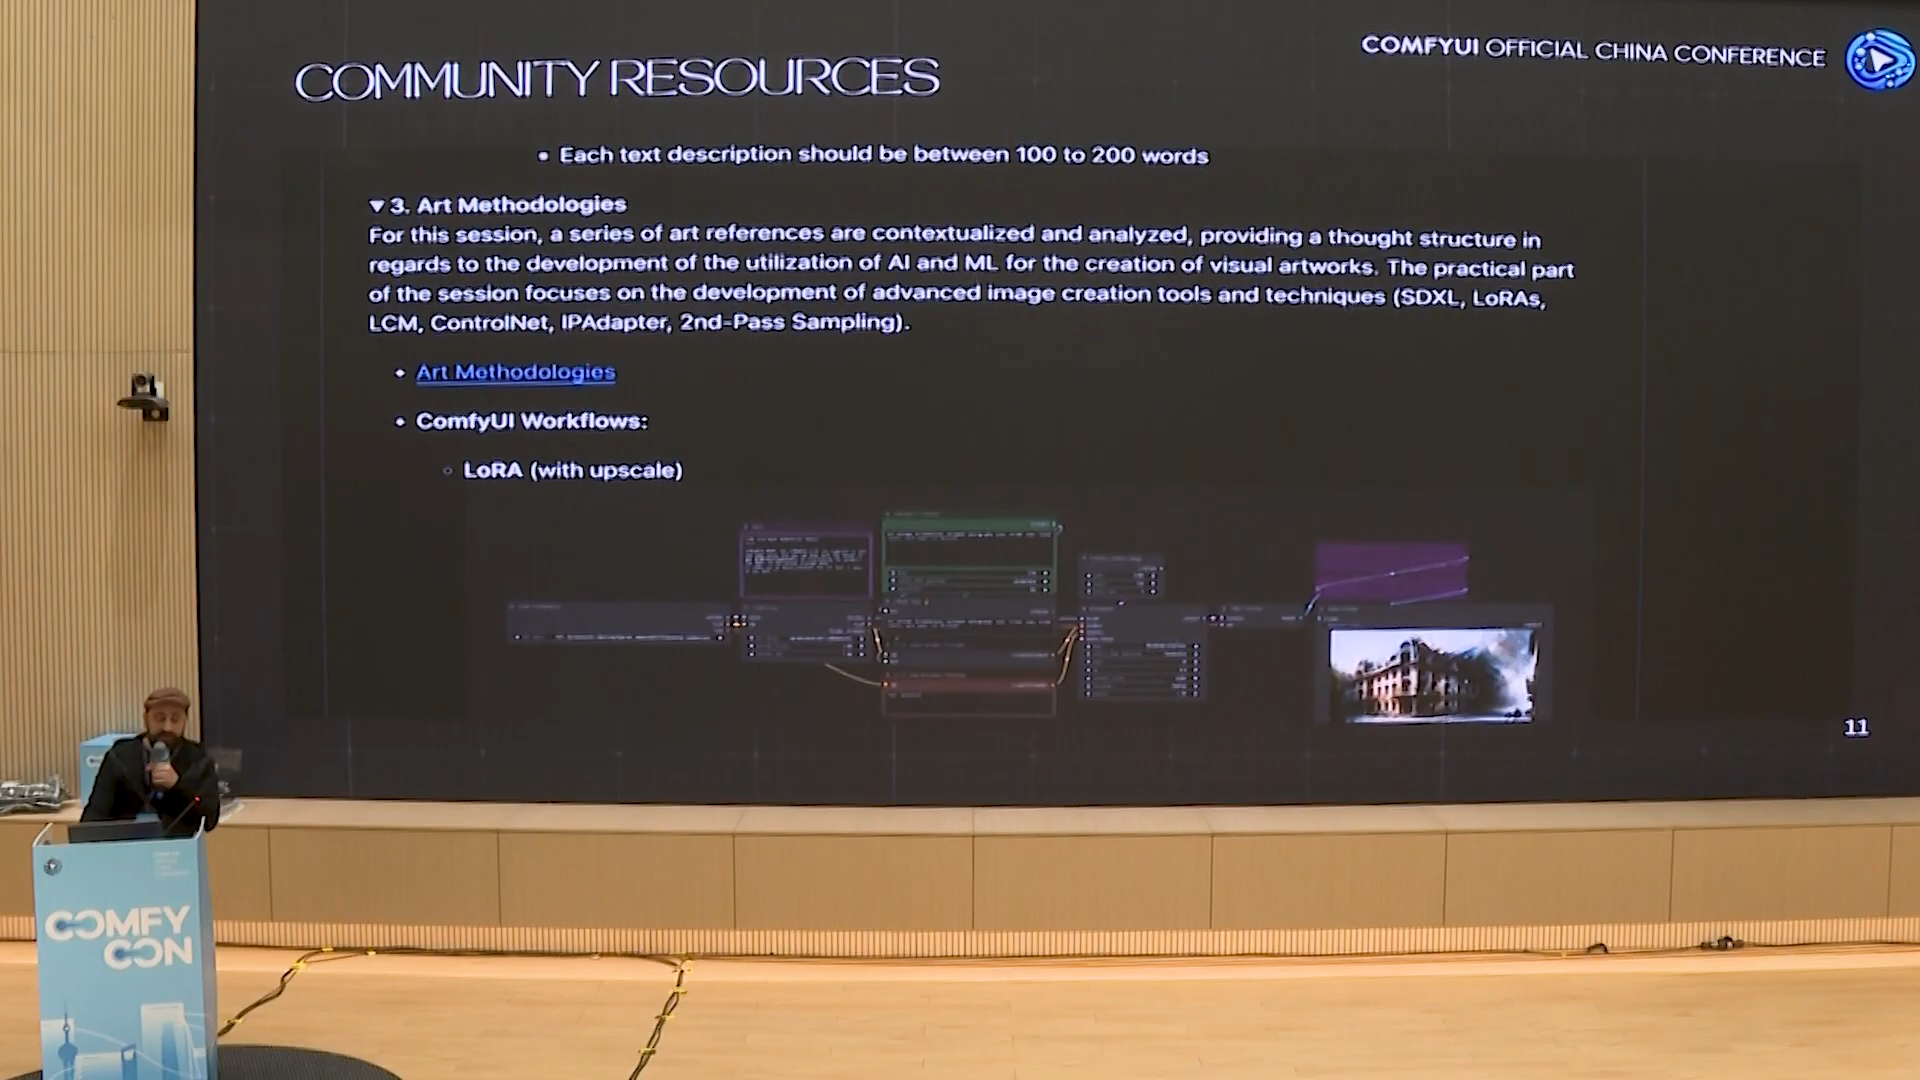 COMFYUI OFFICIAL CHINA CONFERENCE
COMMUNITY RESOURCES
• Each text description should be between 100 to 200 words
▼ 3. Art Methodologies
For this session, a series of art references are contextualized and analyzed, providing a thought structure in
regards to the development of the utilization of AI and ML for the creation of visual artworks. The practical part
of the session focuses on the development of advanced image creation tools and techniques (SDXL, LoRAs,
LCM, ControlNet, IPAdapter, 2nd-Pass Sampling).
• Art Methodologies
• ComfyUI Workflows:
◦ LoRA (with upscale)
11
COMFY
CON